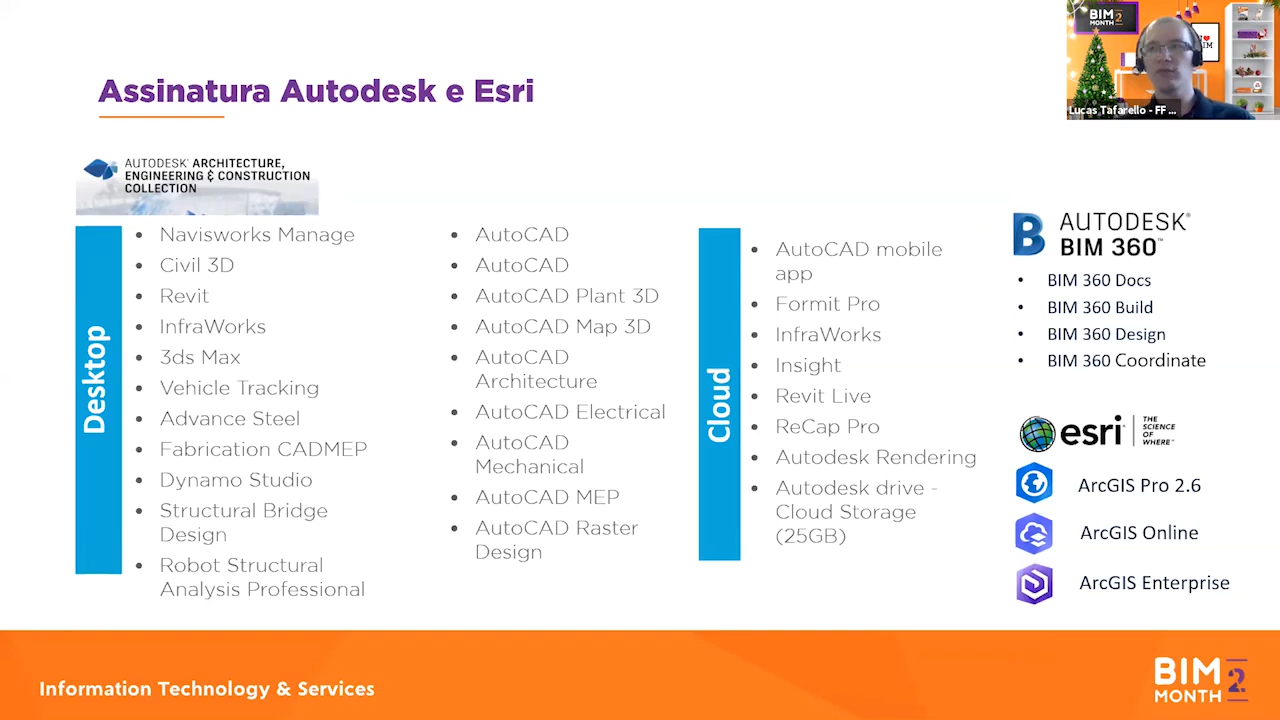 Assinatura Autodesk e Esri
AUTODESK® ARCHITECTURE,
ENGINEERING & CONSTRUCTION
COLLECTION
Desktop
• Navisworks Manage
• Civil 3D
• Revit
• InfraWorks
• 3ds Max
• Vehicle Tracking
• Advance Steel
• Fabrication CADMEP
• Dynamo Studio
• Structural Bridge
Design
• Robot Structural
Analysis Professional
• AutoCAD
• AutoCAD
• AutoCAD Plant 3D
• AutoCAD Map 3D
• AutoCAD
Architecture
• AutoCAD Electrical
• AutoCAD
Mechanical
• AutoCAD MEP
• AutoCAD Raster
Design
Cloud
• AutoCAD mobile
app
• Formit Pro
• InfraWorks
• Insight
• Revit Live
• ReCap Pro
• Autodesk Rendering
• Autodesk drive -
Cloud Storage
(25GB)
AUTODESK®
BIM 360™
• BIM 360 Docs
• BIM 360 Build
• BIM 360 Design
• BIM 360 Coordinate
esri
THE
SCIENCE
OF
WHERE™
ArcGIS Pro 2.6
ArcGIS Online
ArcGIS Enterprise
BIM
MONTH 2
Lucas Tafarello - FF ...
Information Technology & Services
BIM
MONTH 2